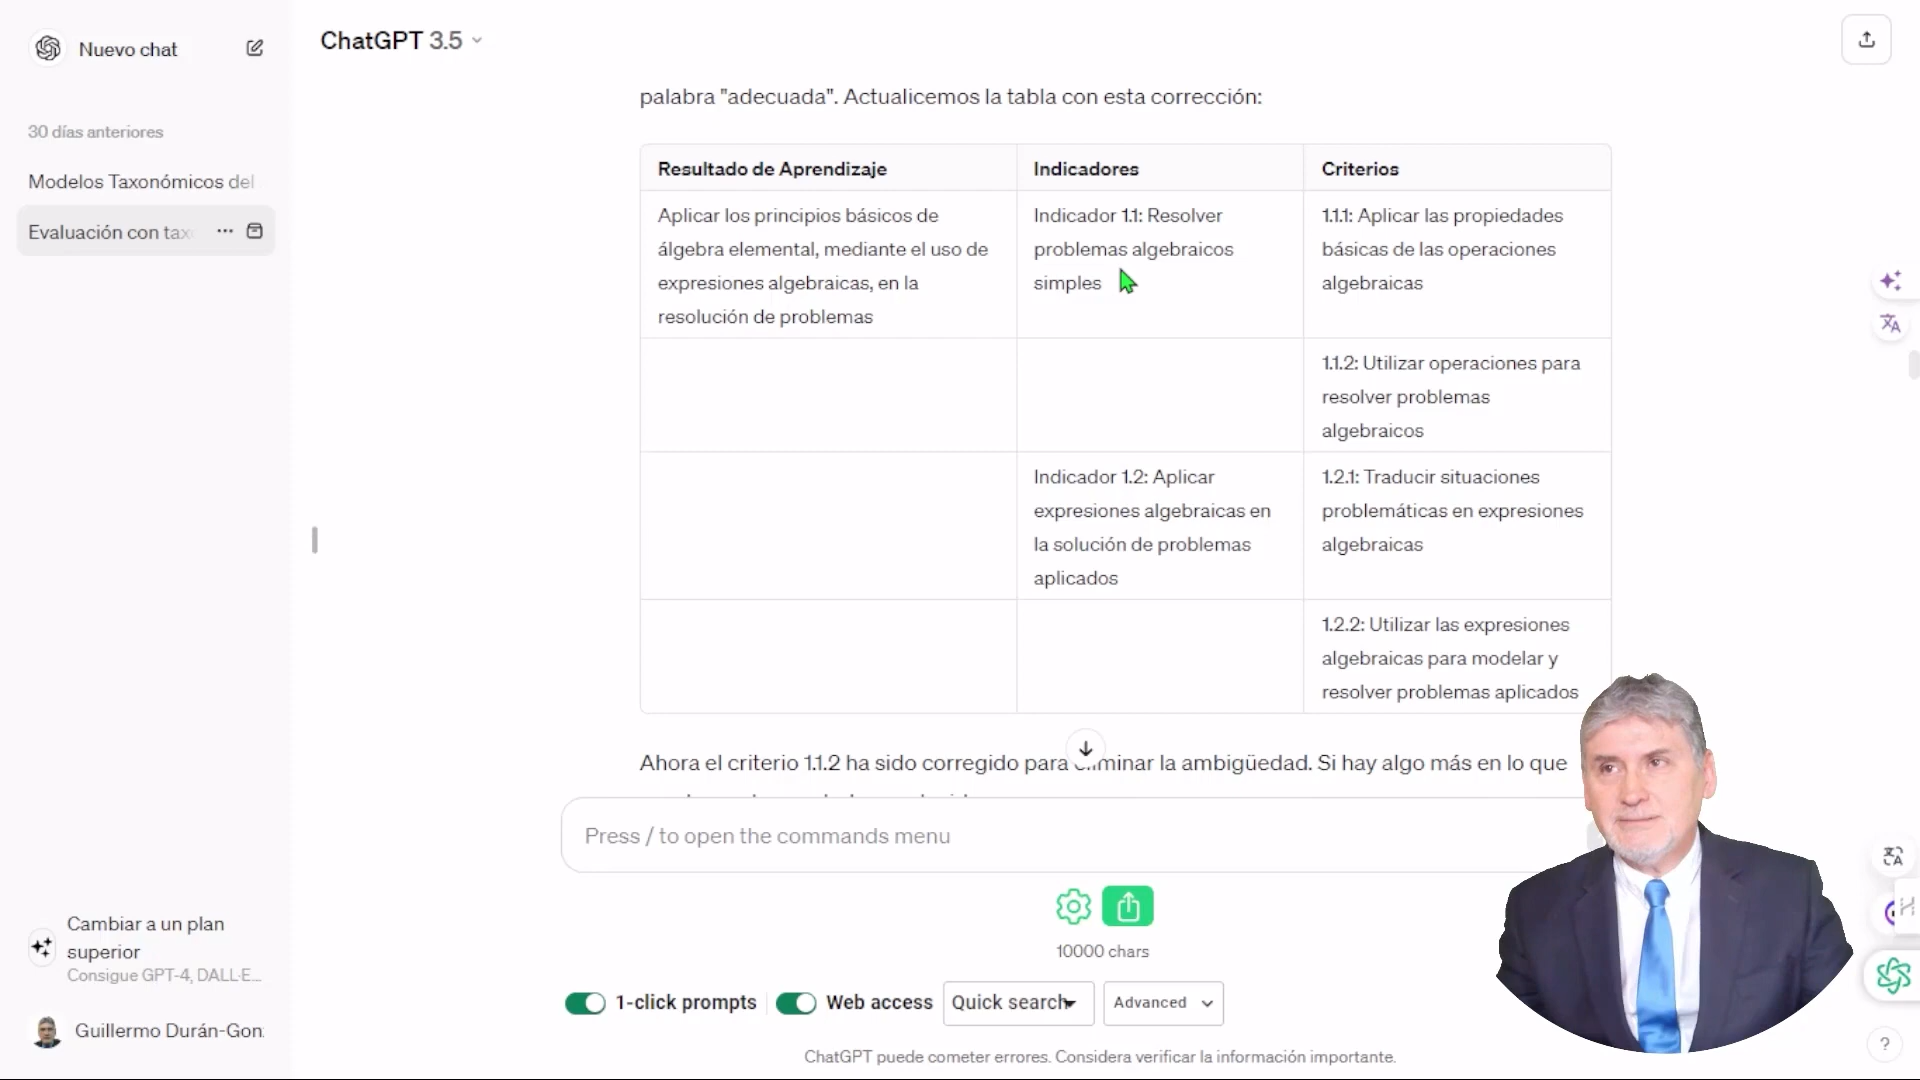 Nuevo chat
ChatGPT 3.5
30 días anteriores
Modelos Taxonómicos del
Evaluación con tax
palabra "adecuada". Actualicemos la tabla con esta corrección:
Resultado de Aprendizaje
Indicadores
Criterios
Aplicar los principios básicos de
álgebra elemental, mediante el uso de
expresiones algebraicas, en la
resolución de problemas
Indicador 1.1: Resolver
problemas algebraicos
simples
1.1.1: Aplicar las propiedades
básicas de las operaciones
algebraicas
1.1.2: Utilizar operaciones para
resolver problemas
algebraicos
Indicador 1.2: Aplicar
expresiones algebraicas en
la solución de problemas
aplicados
1.2.1: Traducir situaciones
problemáticas en expresiones
algebraicas
1.2.2: Utilizar las expresiones
algebraicas para modelar y
resolver problemas aplicados
Ahora el criterio 1.1.2 ha sido corregido para eliminar la ambigüedad. Si hay algo más en lo que
Press / to open the commands menu
10000 chars
1-click prompts
Web access
Quick search
Advanced
ChatGPT puede cometer errores. Considera verificar la información importante.
Cambiar a un plan
superior
Consigue GPT-4, DALL·E...
Guillermo Durán-Gon
?